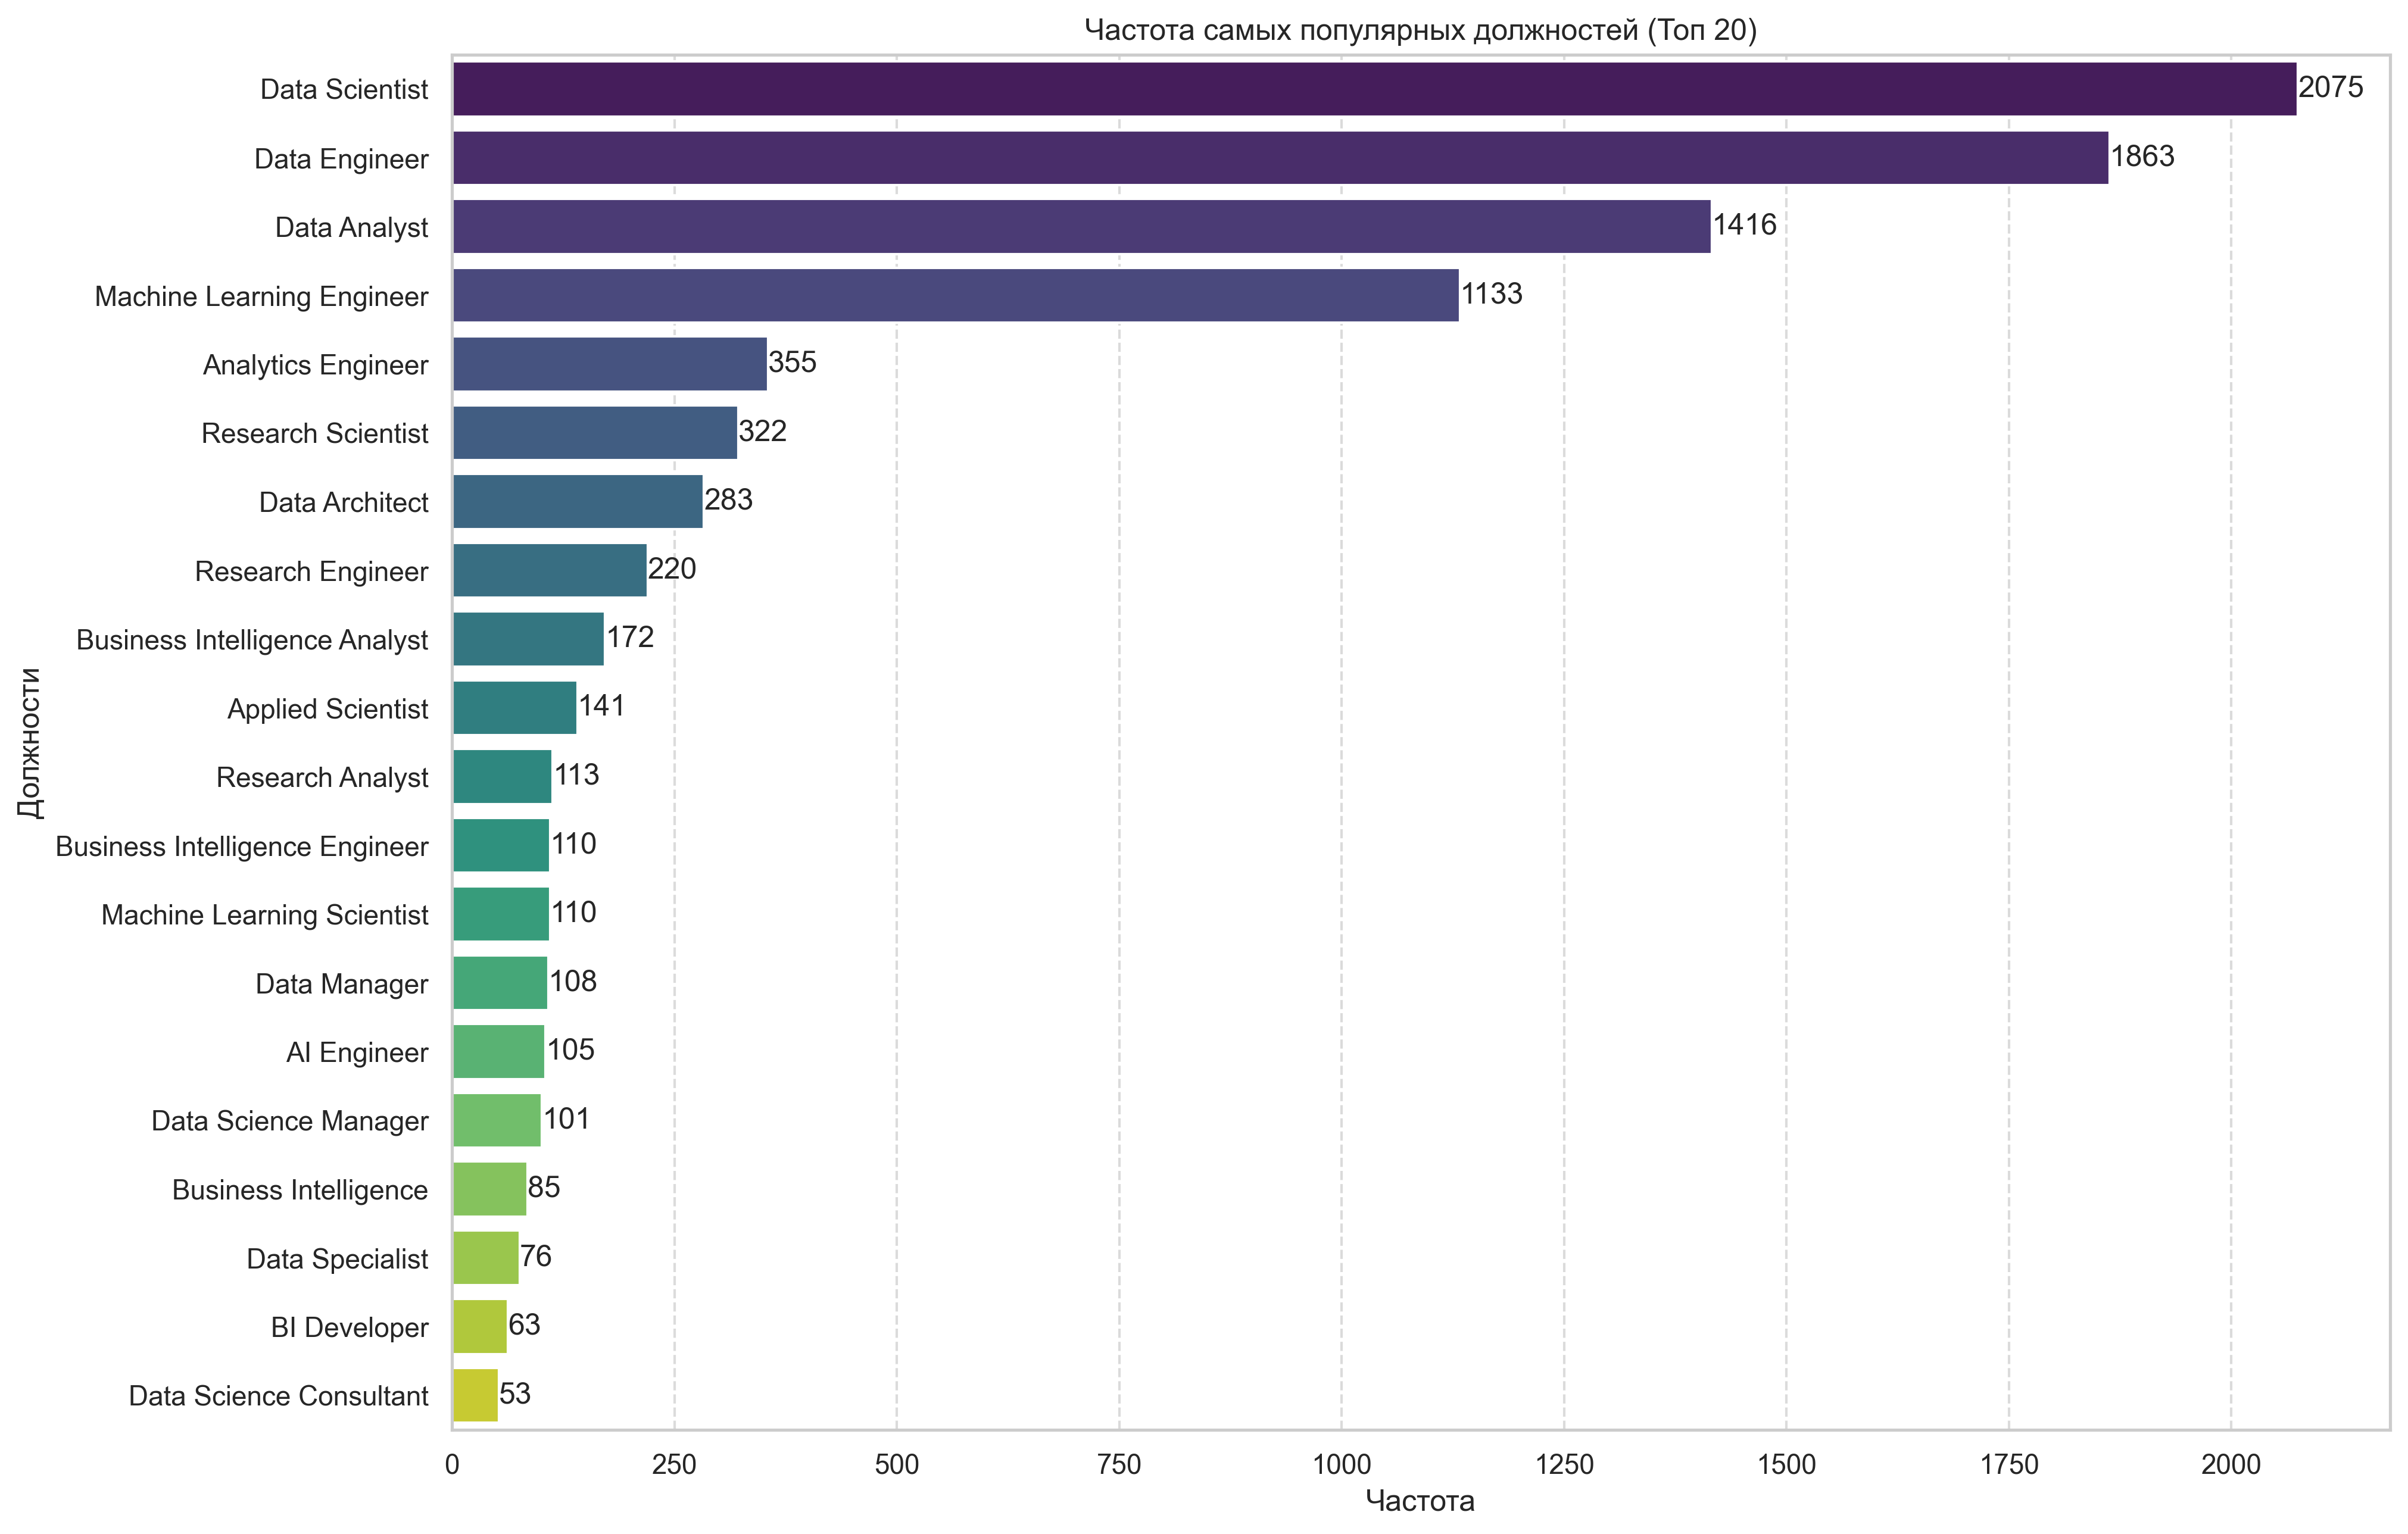 Частота самых популярных должностей (Топ 20)
Должности
Data Scientist 2075
Data Engineer 1863
Data Analyst 1416
Machine Learning Engineer 1133
Analytics Engineer 355
Research Scientist 322
Data Architect 283
Research Engineer 220
Business Intelligence Analyst 172
Applied Scientist 141
Research Analyst 113
Business Intelligence Engineer 110
Machine Learning Scientist 110
Data Manager 108
AI Engineer 105
Data Science Manager 101
Business Intelligence 85
Data Specialist 76
BI Developer 63
Data Science Consultant 53
0 250 500 750 1000 1250 1500 1750 2000
Частота